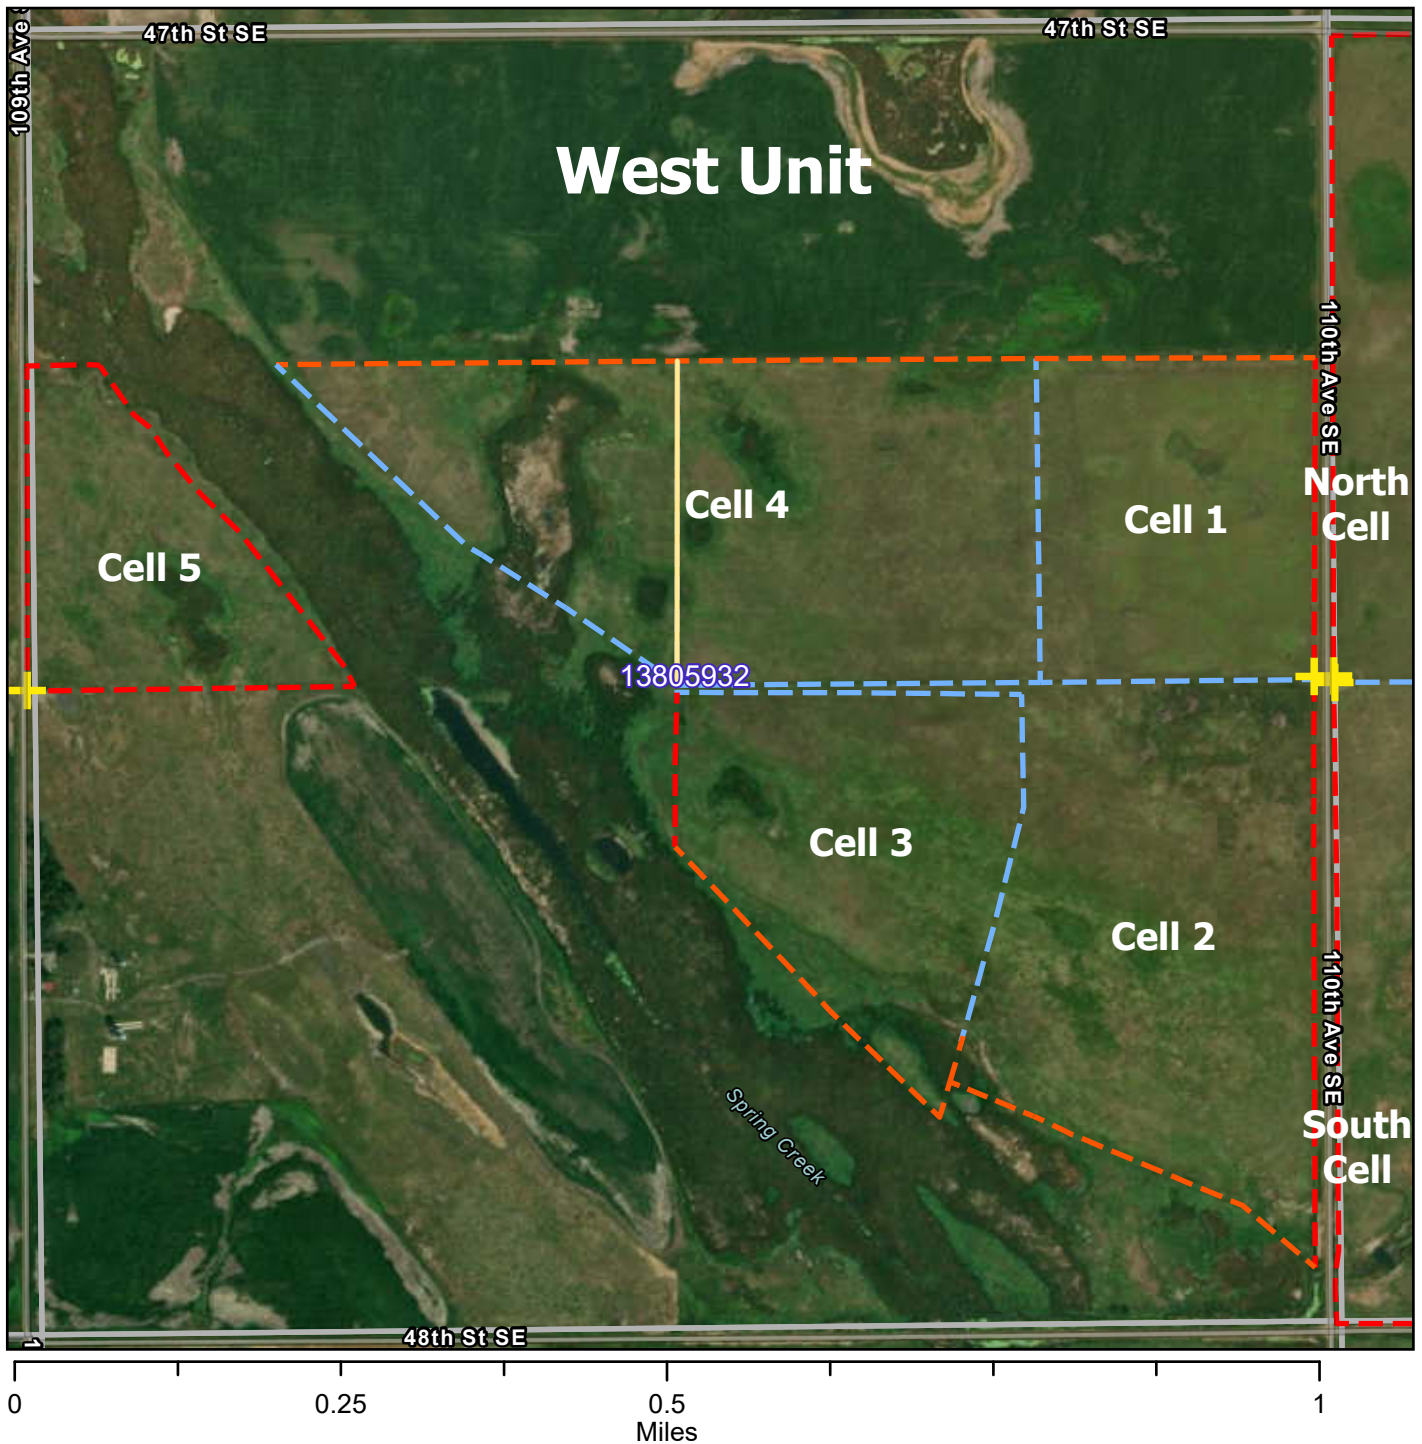 47th St SE
47th St SE
109th Ave S
West Unit
110th Ave SE
North
Cell
Cell 4
Cell 1
Cell 5
13805932
Cell 3
Cell 2
110th Ave SE
Spring Creek
South
Cell
48th St SE
1
0
0.25
0.5
1
Miles